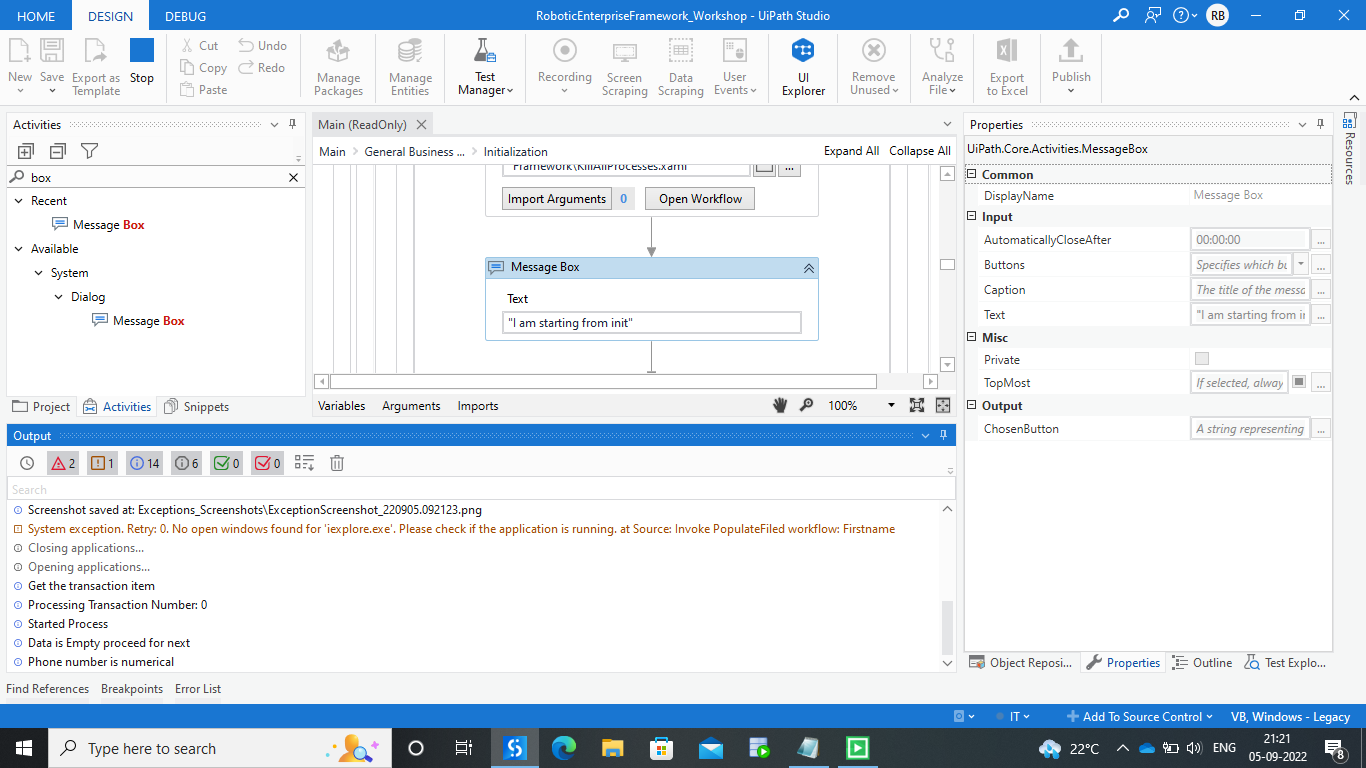 HOME DESIGN DEBUG RoboticEnterpriseFramework_Workshop - UiPath Studio RB
New Save Export as Template Stop
Cut Undo
Copy Redo
Paste
Manage Packages Manage Entities Test Manager Recording Screen Scraping Data Scraping User Events UI Explorer Remove Unused Analyze File Export to Excel Publish
Activities
box
Recent
Message Box
Available
System
Dialog
Message Box
Project Activities Snippets
Main (ReadOnly)
Main General Business ... Initialization Expand All Collapse All
Framework\KillAllProcesses.xaml ...
Import Arguments 0 Open Workflow
Message Box
Text
"I am starting from init"
Variables Arguments Imports 100%
Properties
UiPath.Core.Activities.MessageBox
Common
DisplayName Message Box
Input
AutomaticallyCloseAfter 00:00:00 ...
Buttons Specifies which bu ...
Caption The title of the messa ...
Text "I am starting from in ...
Misc
Private
TopMost If selected, alway ...
Output
ChosenButton A string representing ...
Object Reposi... Properties Outline Test Explo...
Resources
Output
2 1 14 6 0 0
Search
Screenshot saved at: Exceptions_Screenshots\ExceptionScreenshot_220905.092123.png
System exception. Retry: 0. No open windows found for 'iexplore.exe'. Please check if the application is running. at Source: Invoke PopulateFiled workflow: Firstname
Closing applications...
Opening applications...
Get the transaction item
Processing Transaction Number: 0
Started Process
Data is Empty proceed for next
Phone number is numerical
Find References Breakpoints Error List
IT Add To Source Control VB, Windows - Legacy
Type here to search 22°C ENG 21:21
05-09-2022 8